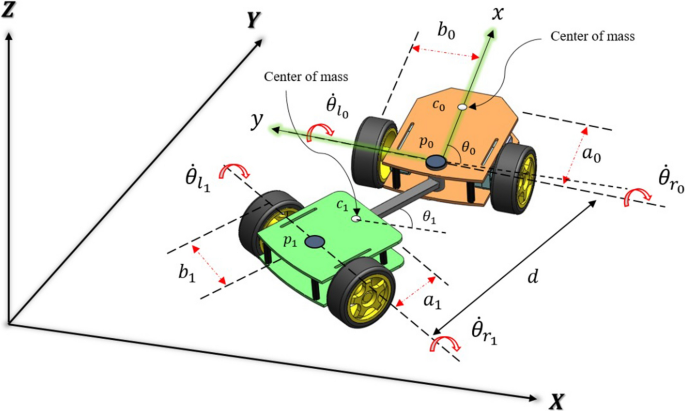 Z
Y
x
b₀
Center of mass
Center of mass
θ̇ₗ₀
c₀
y
p₀
θ₀
a₀
θ̇ᵣ₀
θ̇ₗ₁
c₁
θ₁
p₁
b₁
a₁
d
θ̇ᵣ₁
X